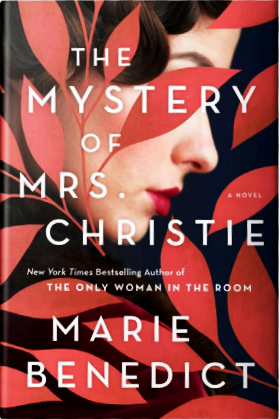 THE
MYSTERY
OF
MRS.
CHRISTIE
A NOVEL
New York Times Bestselling Author of
THE ONLY WOMAN IN THE ROOM
MARIE
BENEDICT